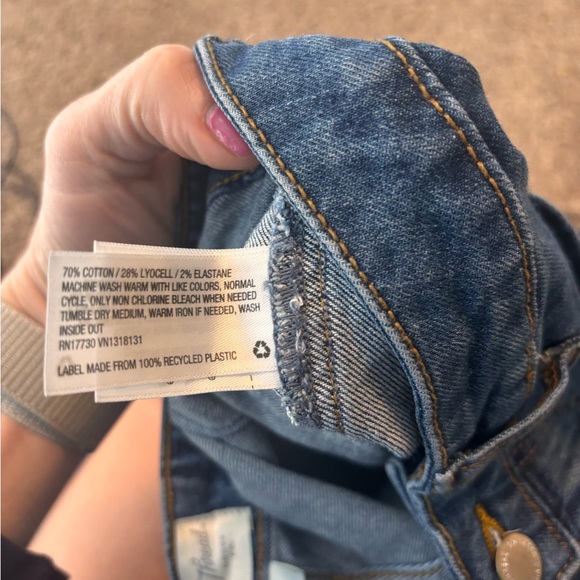 70% COTTON / 28% LYOCELL / 2% ELASTANE
MACHINE WASH WARM WITH LIKE COLORS, NORMAL
CYCLE, ONLY NON CHLORINE BLEACH WHEN NEEDED
TUMBLE DRY MEDIUM, WARM IRON IF NEEDED, WASH
INSIDE OUT
RN17730 VN1318131
LABEL MADE FROM 100% RECYCLED PLASTIC
Thread